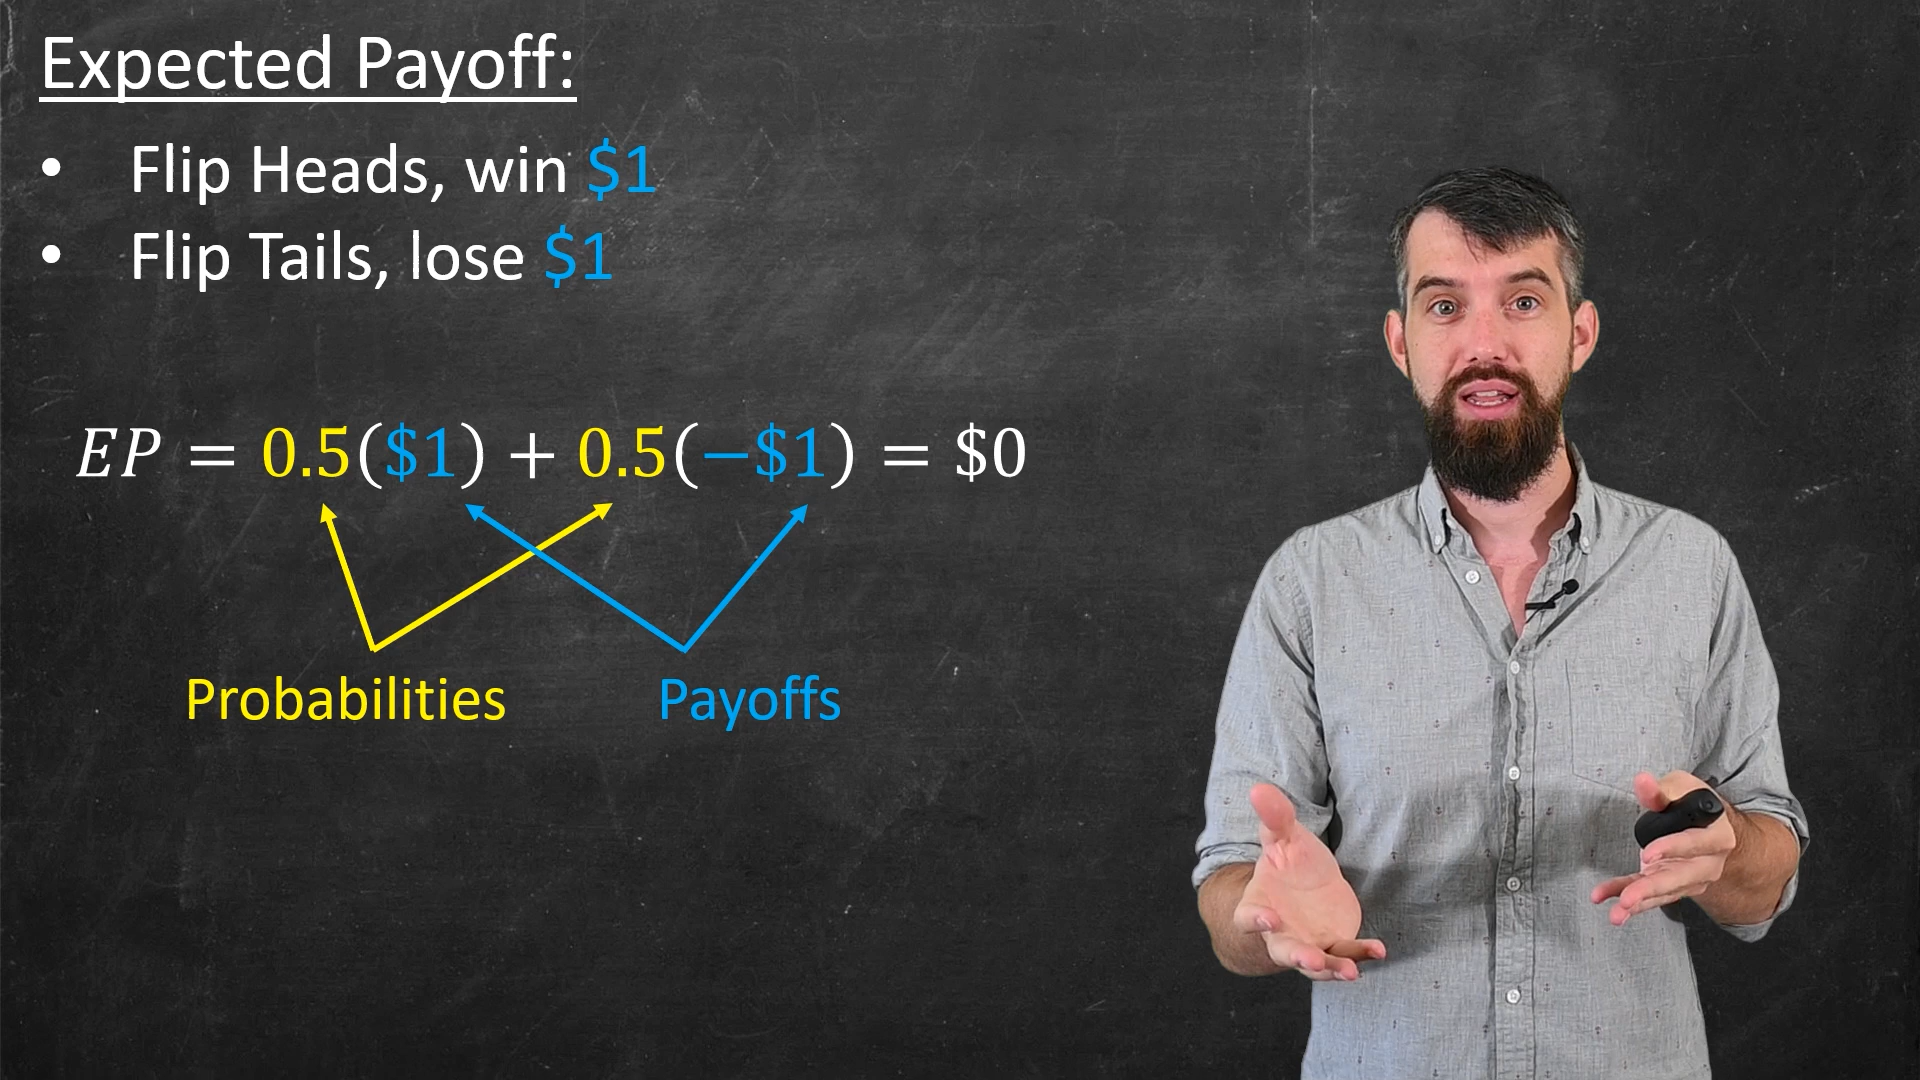 Expected Payoff:
• Flip Heads, win $1
• Flip Tails, lose $1
EP = 0.5($1) + 0.5(−$1) = $0
Probabilities
Payoffs